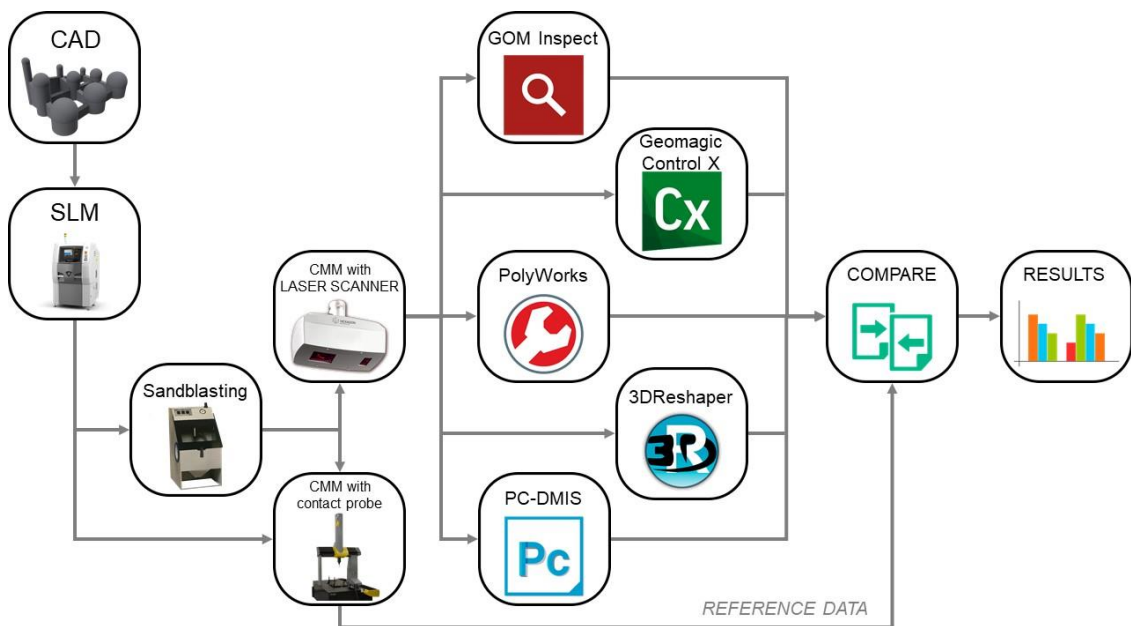 CAD
SLM
Sandblasting
CMM with
LASER SCANNER
CMM with
contact probe
GOM Inspect
Geomagic
Control X
Cx
PolyWorks
3DReshaper
3R
PC-DMIS
Pc
COMPARE
RESULTS
REFERENCE DATA